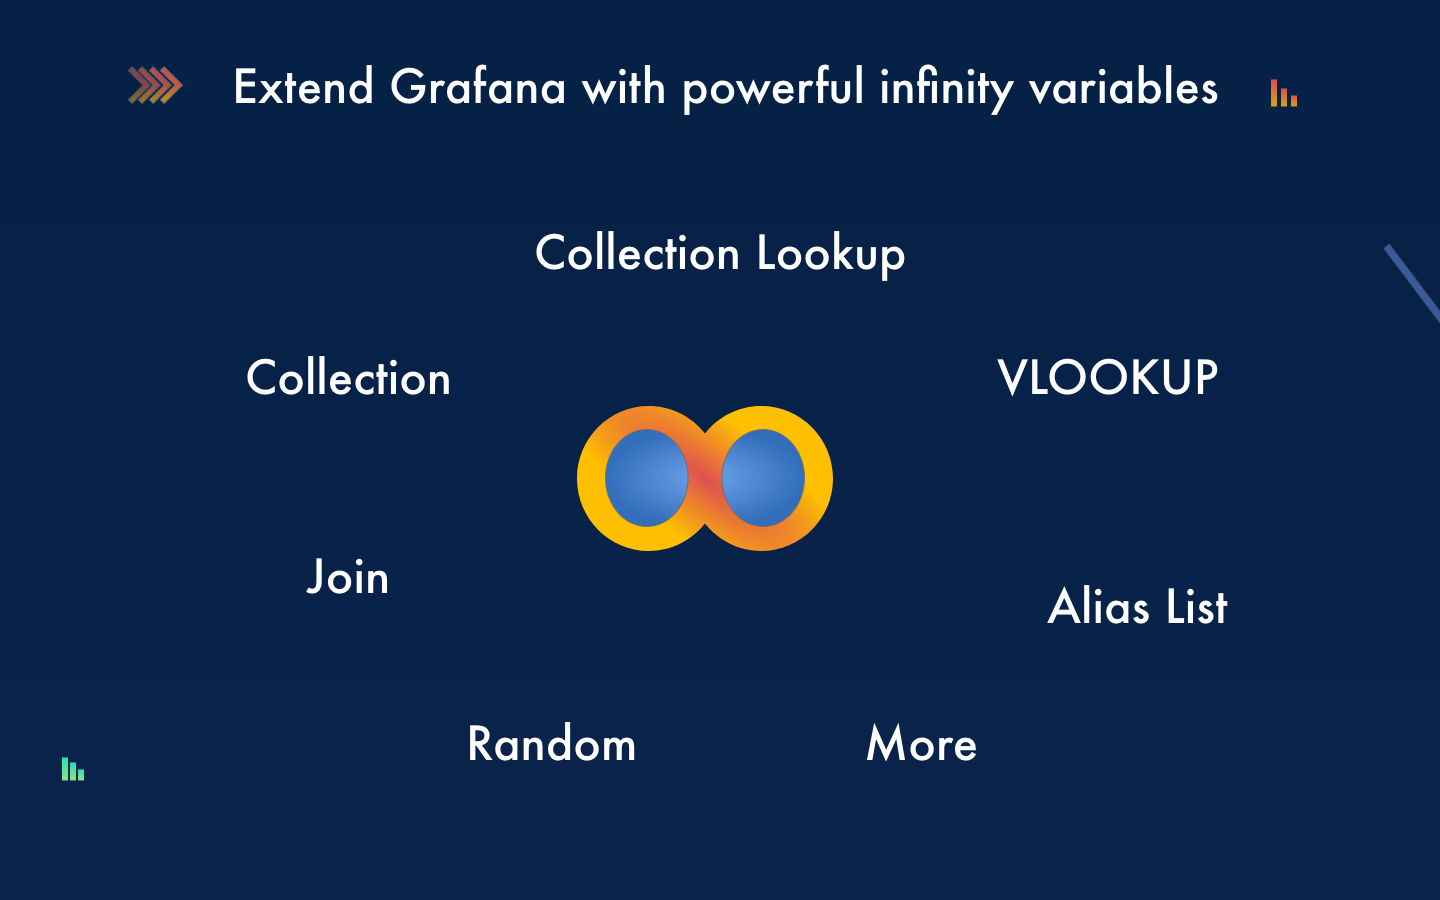 Extend Grafana with powerful infinity variables
Collection Lookup
Collection
VLOOKUP
Join
Alias List
Random
More